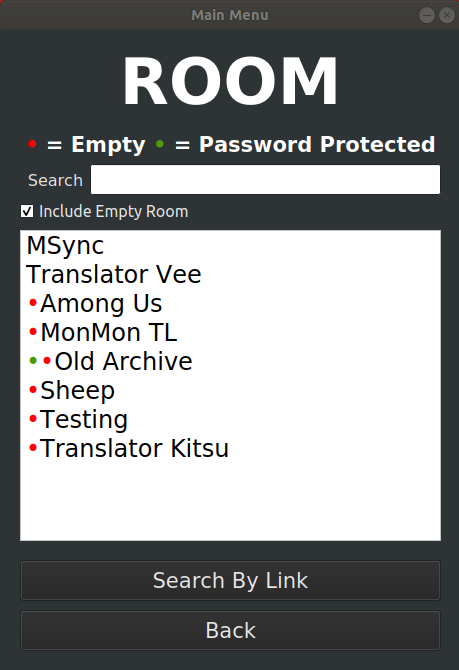 Main Menu
ROOM
• = Empty • = Password Protected
Search
Include Empty Room
MSync
Translator Vee
•Among Us
•MonMon TL
••Old Archive
•Sheep
•Testing
•Translator Kitsu
Search By Link
Back